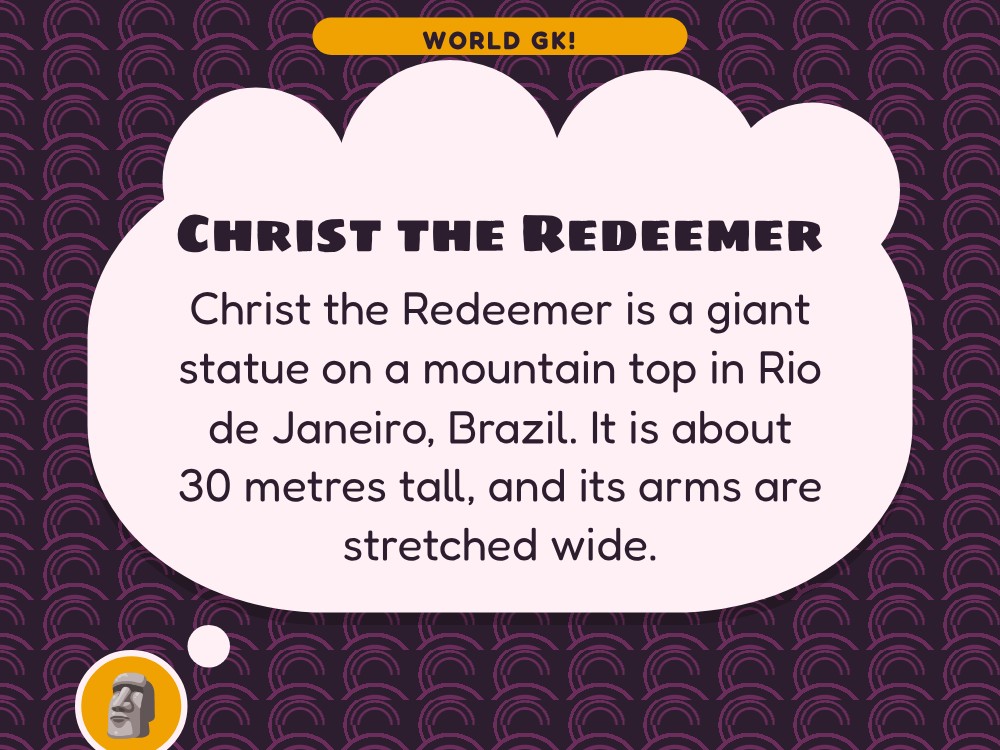 WORLD GK!
Christ the Redeemer
Christ the Redeemer is a giant
statue on a mountain top in Rio
de Janeiro, Brazil. It is about
30 metres tall, and its arms are
stretched wide.